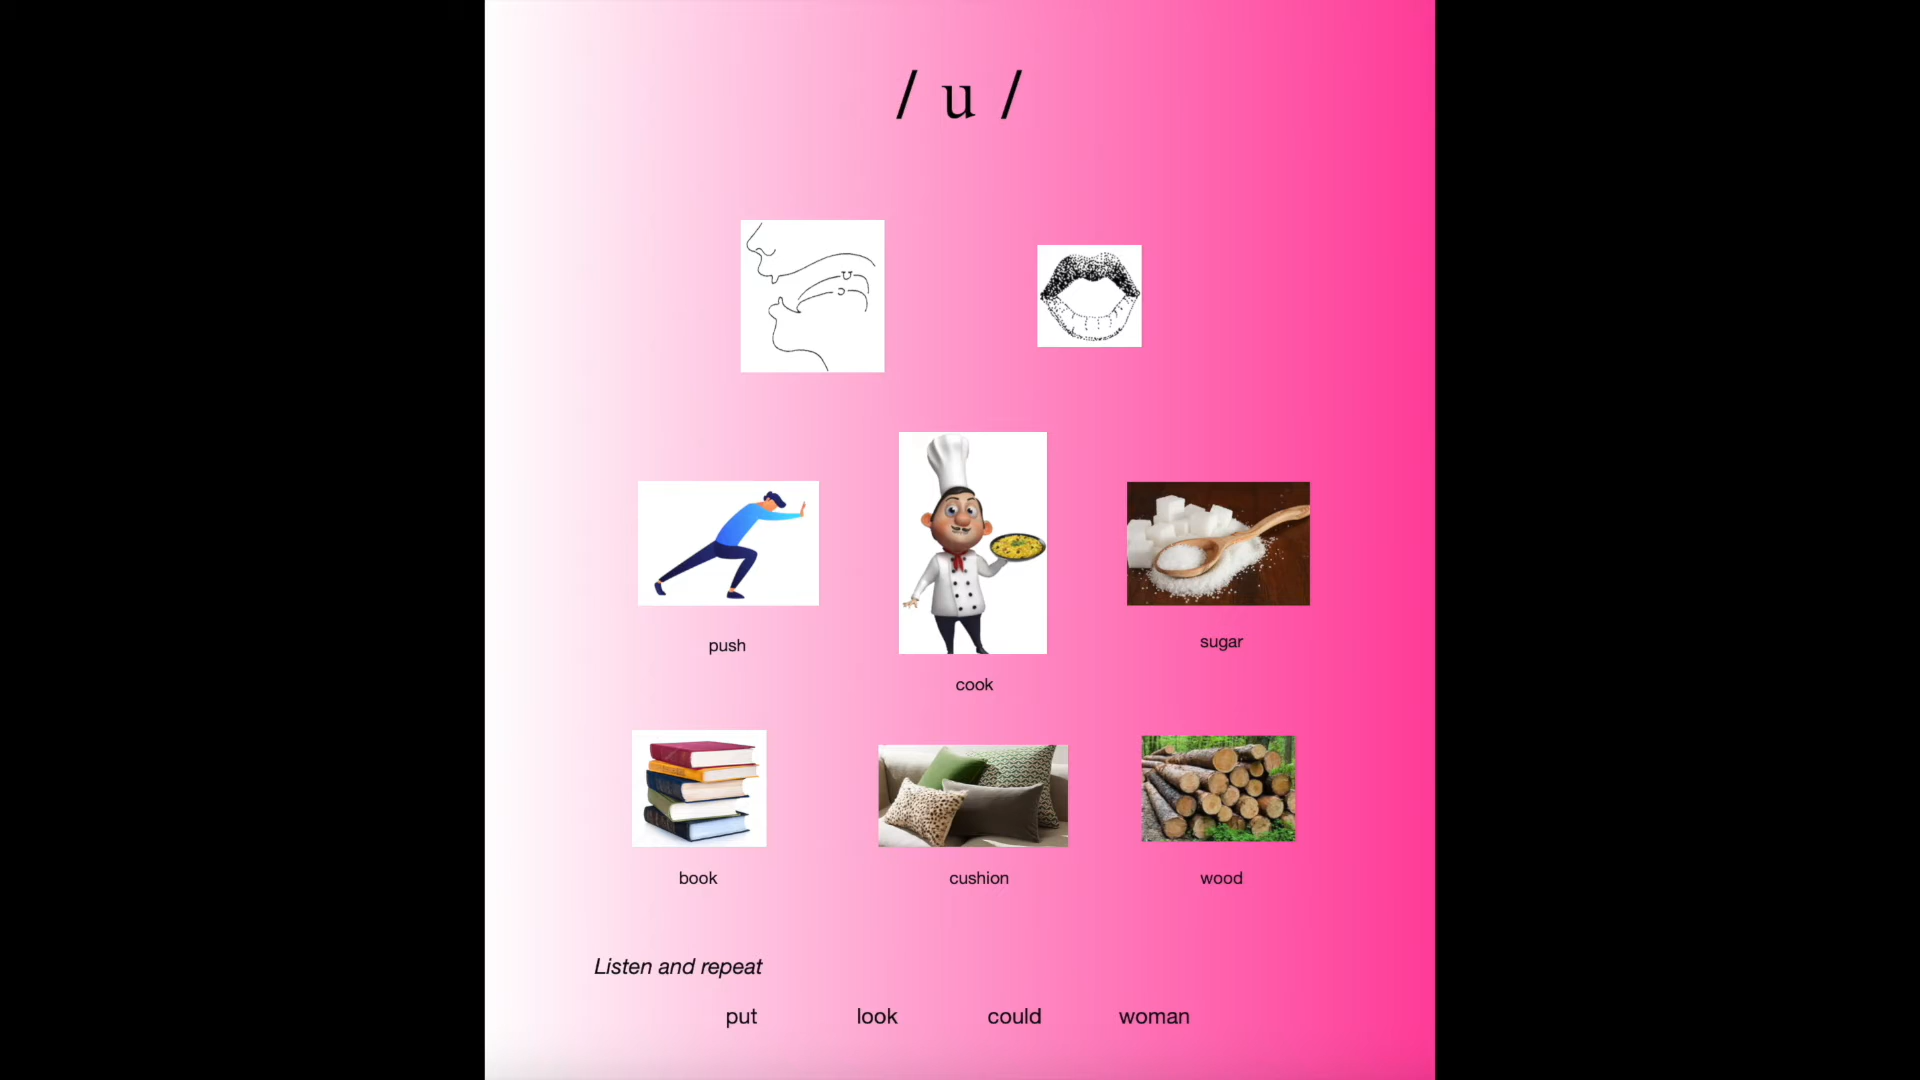 / u /
ʊ
ɔ
push
cook
sugar
book
cushion
wood
Listen and repeat
put look could woman